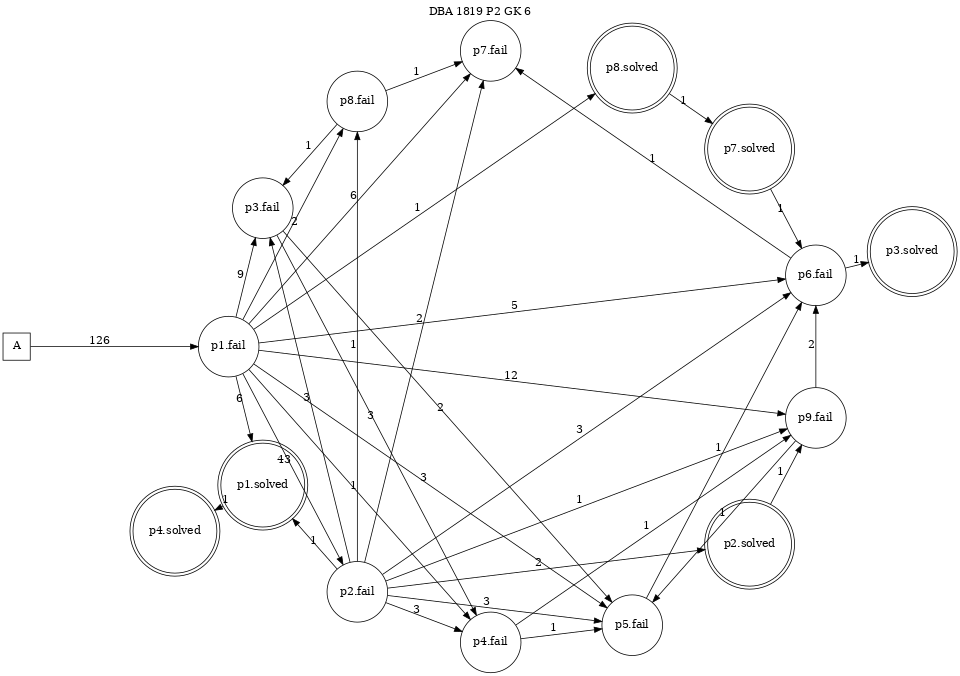 DBA 1819 P2 GK 6
p7.fail
p8.solved
1
p8.fail
1
p7.solved
1
1
6
2
1
p3.fail
1
p3.solved
9
p6.fail
1
5
2
A
126
p1.fail
1
12
2
6
3
3
2
p9.fail
3
43
1
p1.solved
1
3
1
1
1
1
p4.solved
1
1
p2.solved
2
p2.fail
3
3
1
p4.fail
p5.fail